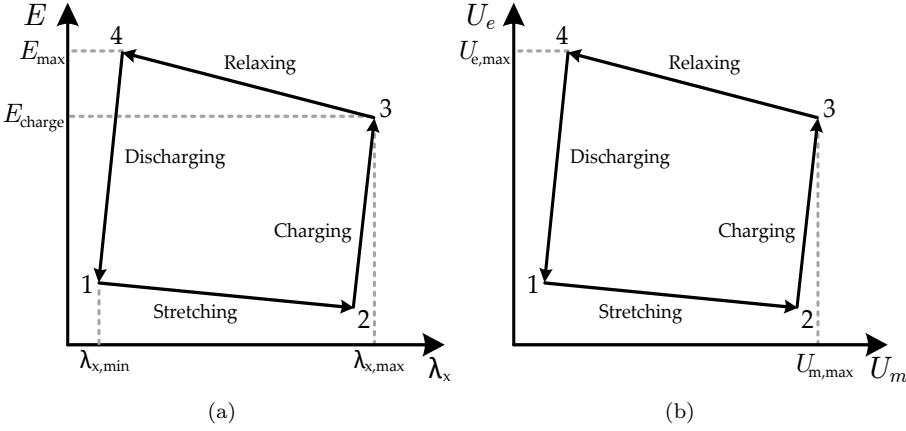 E
4
E_max
Relaxing
3
E_charge
Discharging
Charging
1
Stretching
2
λ_x,min
λ_x,max
λ_x
(a)
U_e
4
U_e,max
Relaxing
3
Discharging
Charging
1
Stretching
2
U_m,max
U_m
(b)